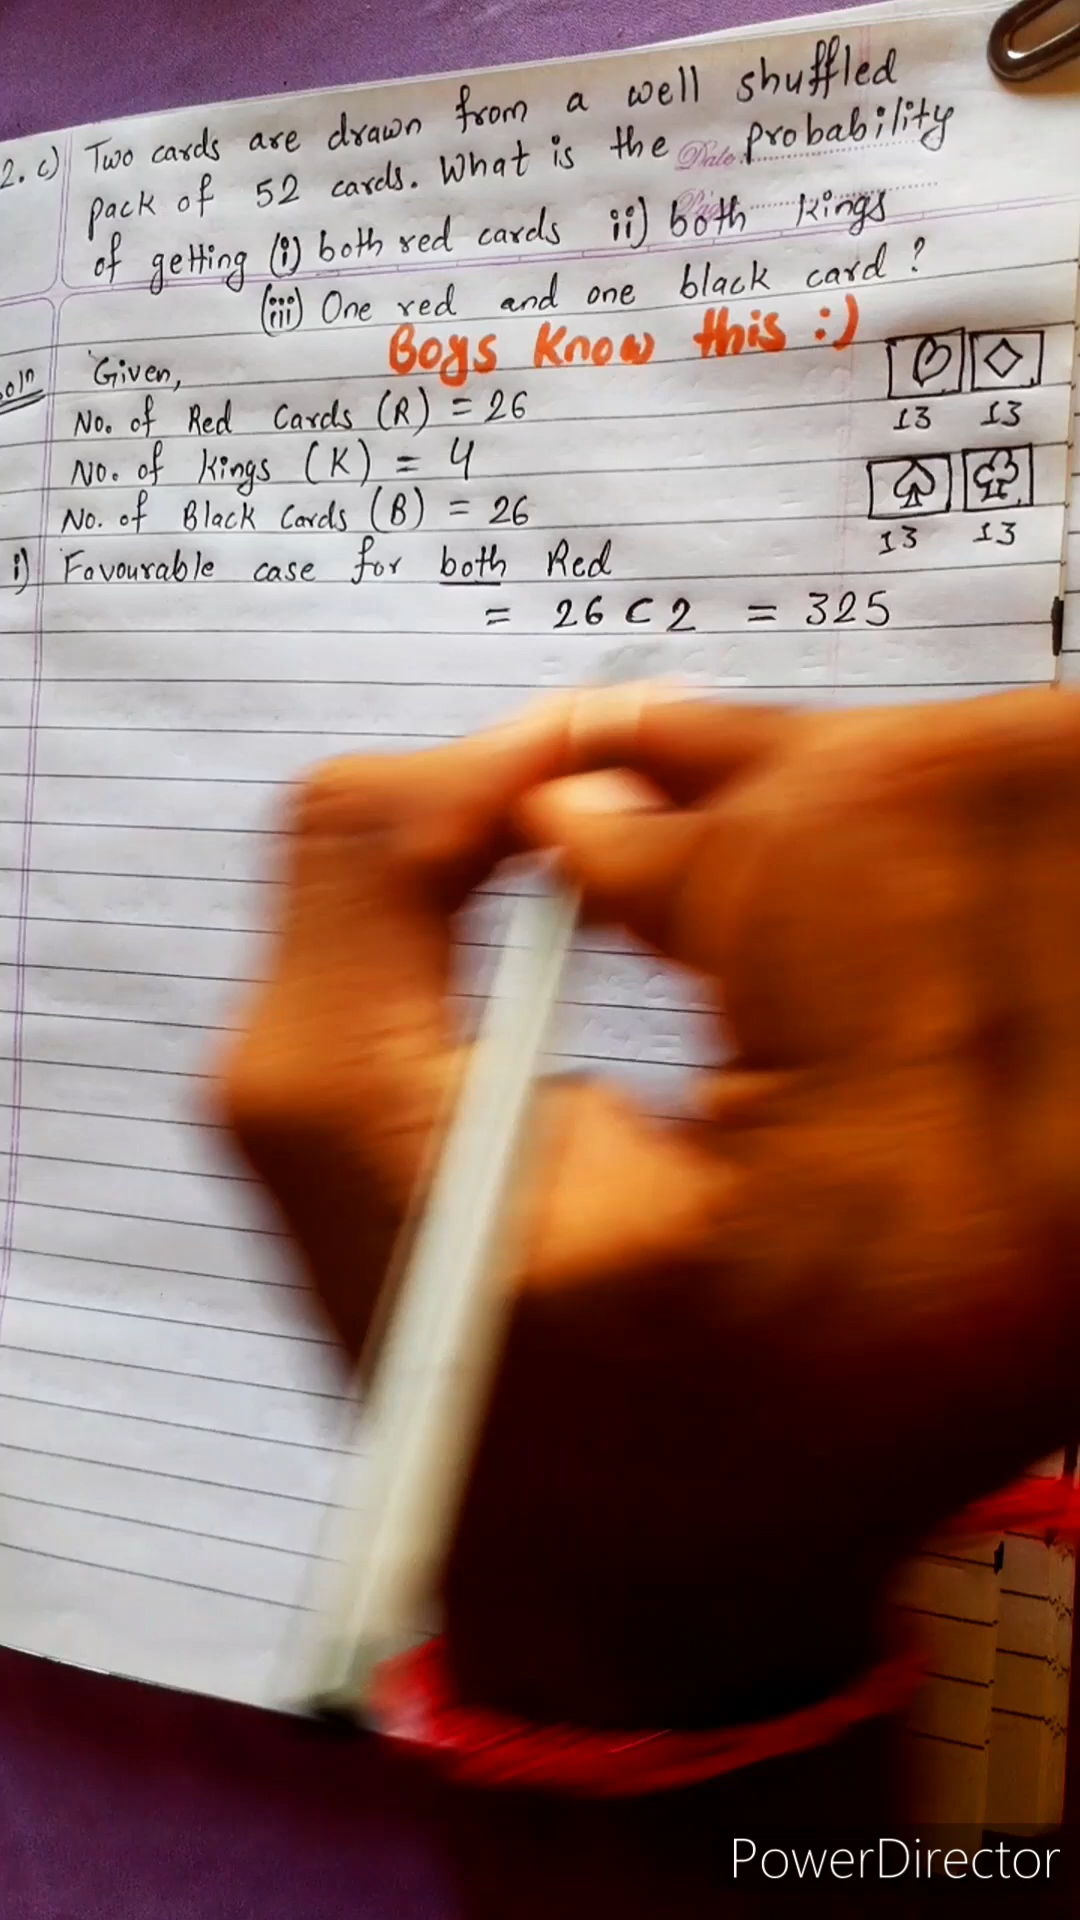 2. c) Two cards are drawn from a well shuffled
pack of 52 cards. What is the probability
Date
of getting (i) both red cards ii) both kings
(iii) One red and one black card ?
Boys Know this :)
Soln Given,
No. of Red Cards (R) = 26
13 13
No. of Kings (K) = 4
No. of Black Cards (B) = 26
13 13
i) Favourable case for both Red
= 26 C 2 = 325
PowerDirector